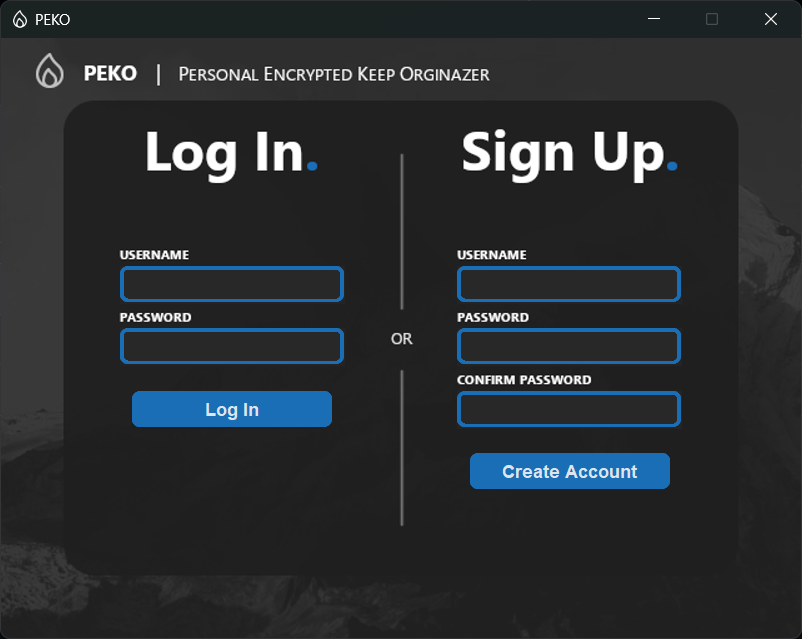 PEKO
PEKO | PERSONAL ENCRYPTED KEEP ORGINAZER
Log In.
USERNAME
PASSWORD
Log In
OR
Sign Up.
USERNAME
PASSWORD
CONFIRM PASSWORD
Create Account